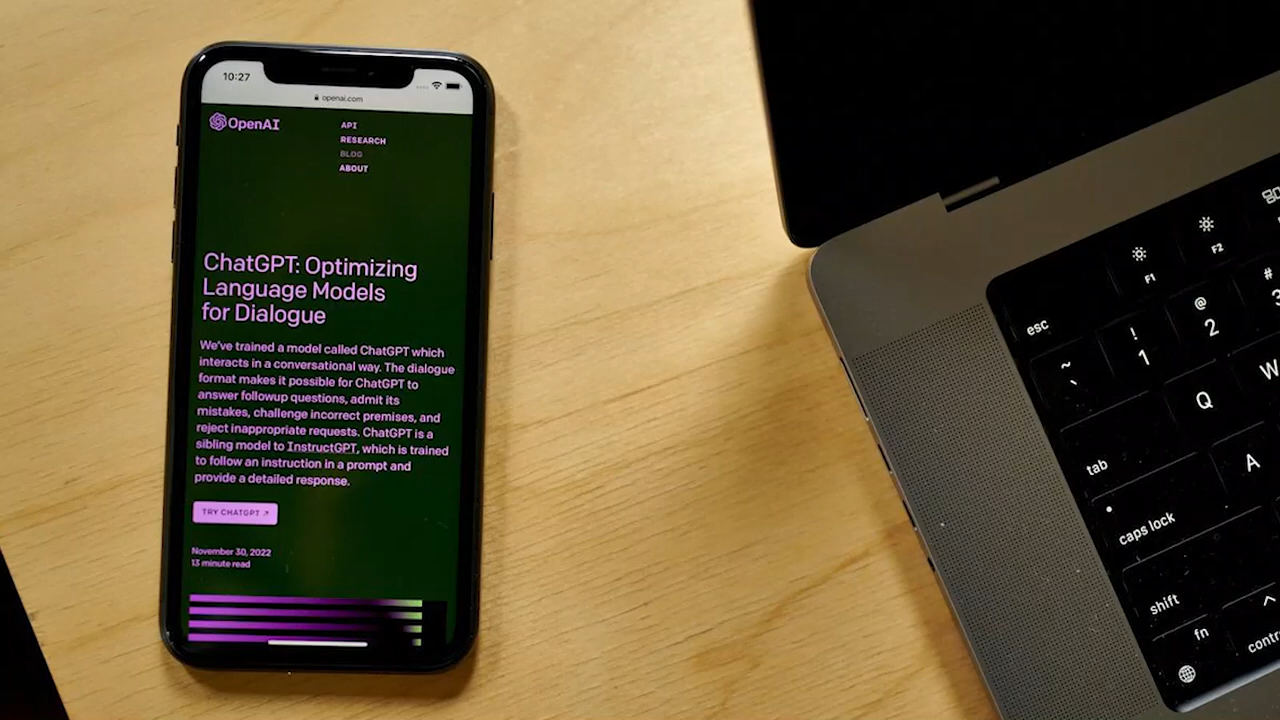 10:27
openai.com
OpenAI
API
RESEARCH
BLOG
ABOUT
ChatGPT: Optimizing
Language Models
for Dialogue
We've trained a model called ChatGPT which
interacts in a conversational way. The dialogue
format makes it possible for ChatGPT to
answer followup questions, admit its
mistakes, challenge incorrect premises, and
reject inappropriate requests. ChatGPT is a
sibling model to InstructGPT, which is trained
to follow an instruction in a prompt and
provide a detailed response.
TRY CHATGPT ↗
November 30, 2022
13 minute read
esc
F1
F2
~
`
!
1
@
2
#
3
tab
Q
W
caps lock
A
shift
fn
contr